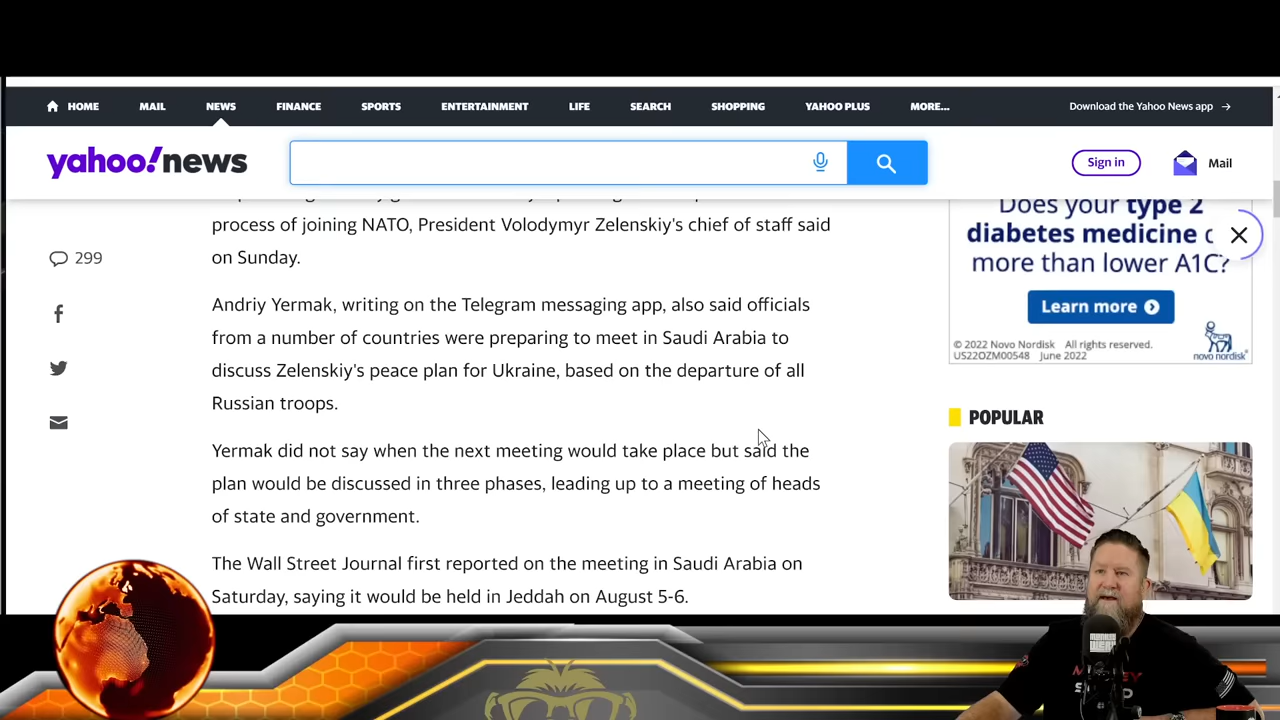 HOME MAIL NEWS FINANCE SPORTS ENTERTAINMENT LIFE SEARCH SHOPPING YAHOO PLUS MORE... Download the Yahoo News app →
yahoo!news
Sign in
Mail
process of joining NATO, President Volodymyr Zelenskiy's chief of staff said
on Sunday.
299
Andriy Yermak, writing on the Telegram messaging app, also said officials
from a number of countries were preparing to meet in Saudi Arabia to
discuss Zelenskiy's peace plan for Ukraine, based on the departure of all
Russian troops.
Yermak did not say when the next meeting would take place but said the
plan would be discussed in three phases, leading up to a meeting of heads
of state and government.
The Wall Street Journal first reported on the meeting in Saudi Arabia on
Saturday, saying it would be held in Jeddah on August 5-6.
Does your type 2
diabetes medicine
more than lower A1C?
Learn more
© 2022 Novo Nordisk All rights reserved.
US22OZM00548 June 2022
novo nordisk
POPULAR